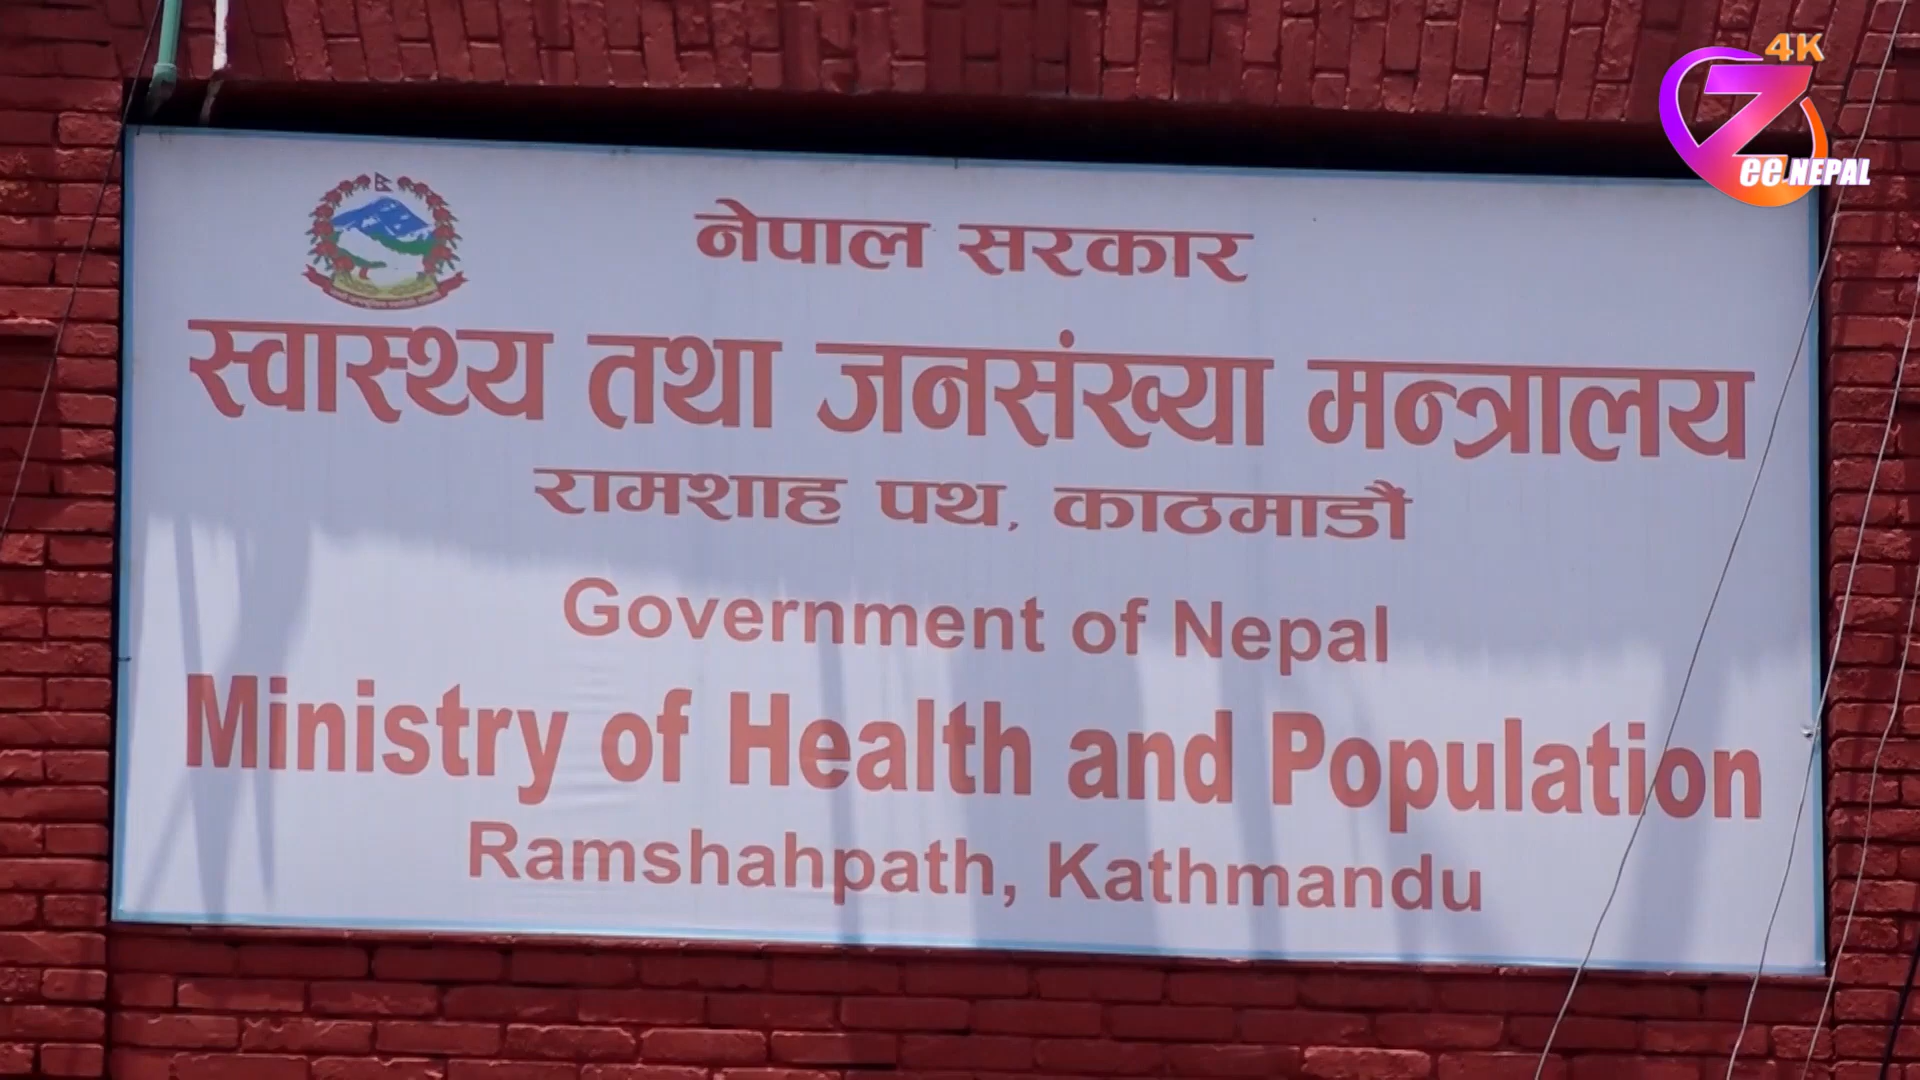 4K
Zee NEPAL
नेपाल सरकार
स्वास्थ्य तथा जनसंख्या मन्त्रालय
रामशाह पथ, काठमाडौं
Government of Nepal
Ministry of Health and Population
Ramshahpath, Kathmandu